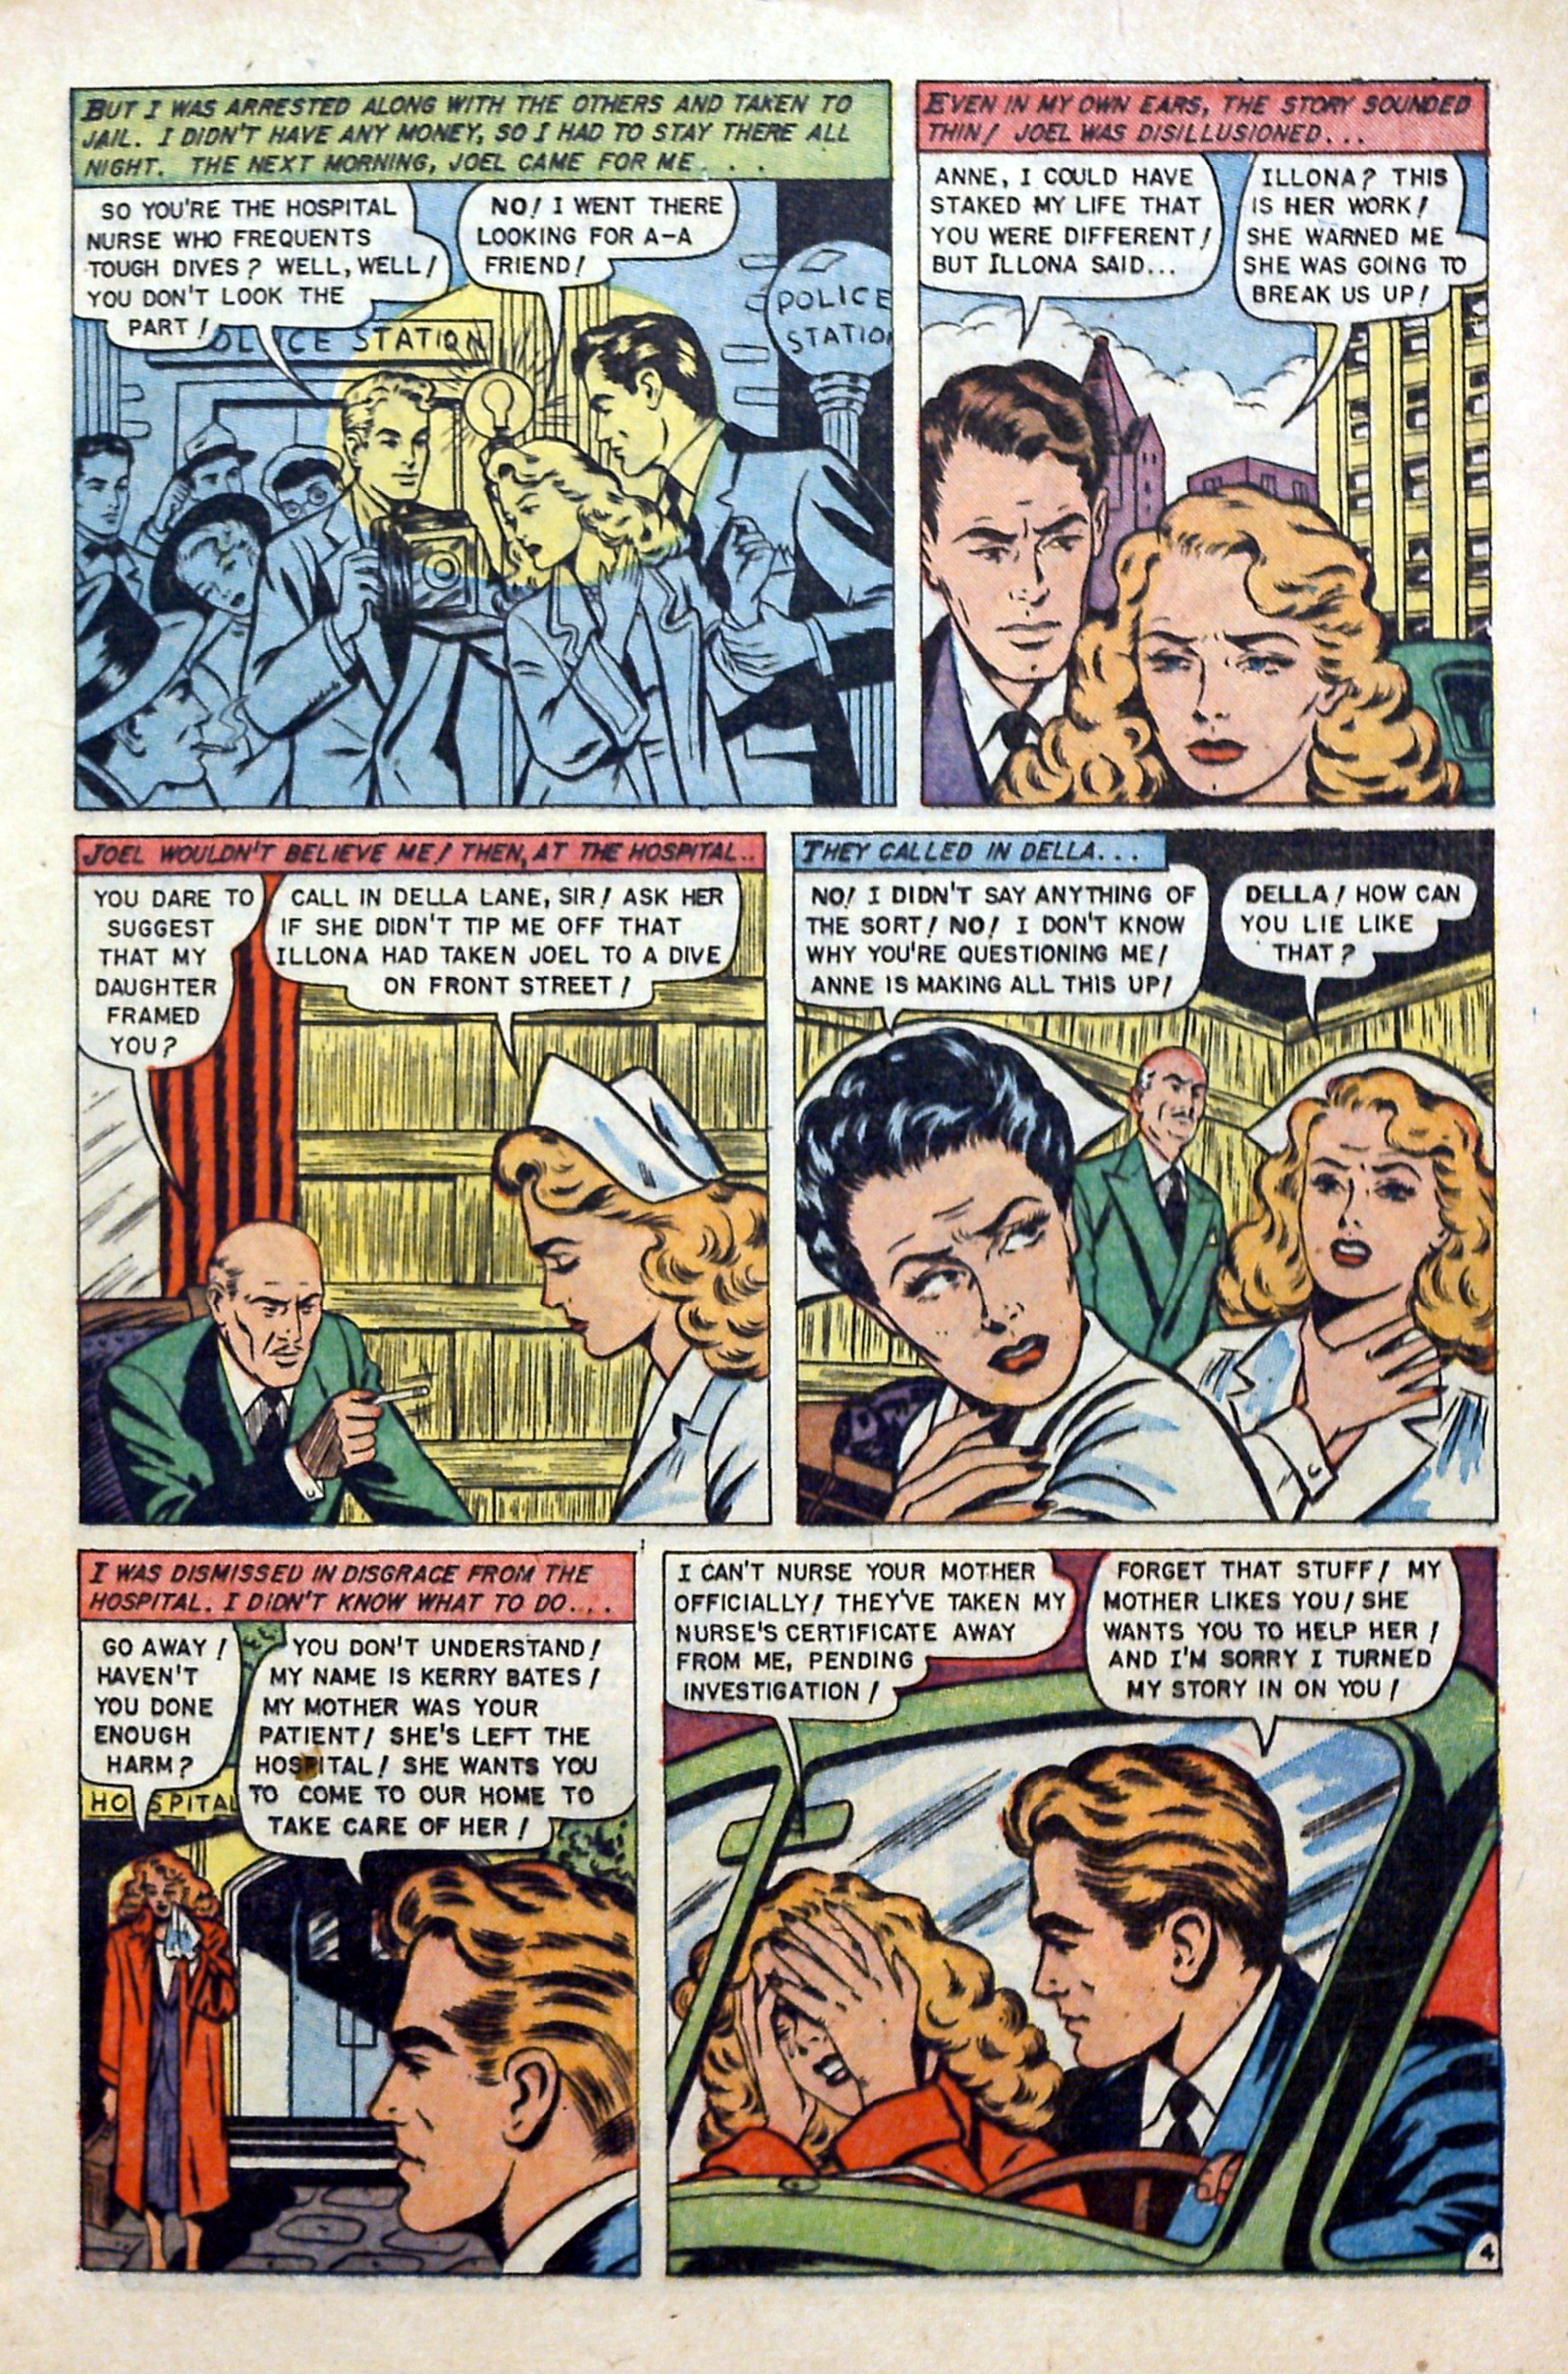 BUT I WAS ARRESTED ALONG WITH THE OTHERS AND TAKEN TO
JAIL. I DIDN'T HAVE ANY MONEY, SO I HAD TO STAY THERE ALL
NIGHT. THE NEXT MORNING, JOEL CAME FOR ME . . .
SO YOU'RE THE HOSPITAL
NURSE WHO FREQUENTS
TOUGH DIVES? WELL, WELL!
YOU DON'T LOOK THE
PART!
NO! I WENT THERE
LOOKING FOR A-A
FRIEND!
POLICE STATION
POLICE
STATION
EVEN IN MY OWN EARS, THE STORY SOUNDED
THIN! JOEL WAS DISILLUSIONED...
ANNE, I COULD HAVE
STAKED MY LIFE THAT
YOU WERE DIFFERENT!
BUT ILLONA SAID...
ILLONA? THIS
IS HER WORK!
SHE WARNED ME
SHE WAS GOING TO
BREAK US UP!
JOEL WOULDN'T BELIEVE ME! THEN, AT THE HOSPITAL..
YOU DARE TO
SUGGEST
THAT MY
DAUGHTER
FRAMED
YOU?
CALL IN DELLA LANE, SIR! ASK HER
IF SHE DIDN'T TIP ME OFF THAT
ILLONA HAD TAKEN JOEL TO A DIVE
ON FRONT STREET!
THEY CALLED IN DELLA...
NO! I DIDN'T SAY ANYTHING OF
THE SORT! NO! I DON'T KNOW
WHY YOU'RE QUESTIONING ME!
ANNE IS MAKING ALL THIS UP!
DELLA! HOW CAN
YOU LIE LIKE
THAT?
I WAS DISMISSED IN DISGRACE FROM THE
HOSPITAL. I DIDN'T KNOW WHAT TO DO....
GO AWAY!
HAVEN'T
YOU DONE
ENOUGH
HARM?
YOU DON'T UNDERSTAND!
MY NAME IS KERRY BATES!
MY MOTHER WAS YOUR
PATIENT! SHE'S LEFT THE
HOSPITAL! SHE WANTS YOU
TO COME TO OUR HOME TO
TAKE CARE OF HER!
HOSPITAL
I CAN'T NURSE YOUR MOTHER
OFFICIALLY! THEY'VE TAKEN MY
NURSE'S CERTIFICATE AWAY
FROM ME, PENDING
INVESTIGATION!
FORGET THAT STUFF! MY
MOTHER LIKES YOU! SHE
WANTS YOU TO HELP HER!
AND I'M SORRY I TURNED
MY STORY IN ON YOU!
4